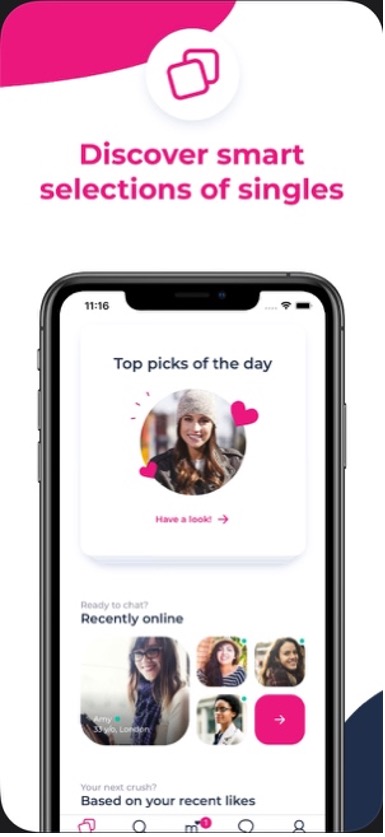 Discover smart
selections of singles
11:16
Top picks of the day
Have a look!
Ready to chat?
Recently online
Amy
33 y/o, London
Your next crush?
Based on your recent likes
m
1